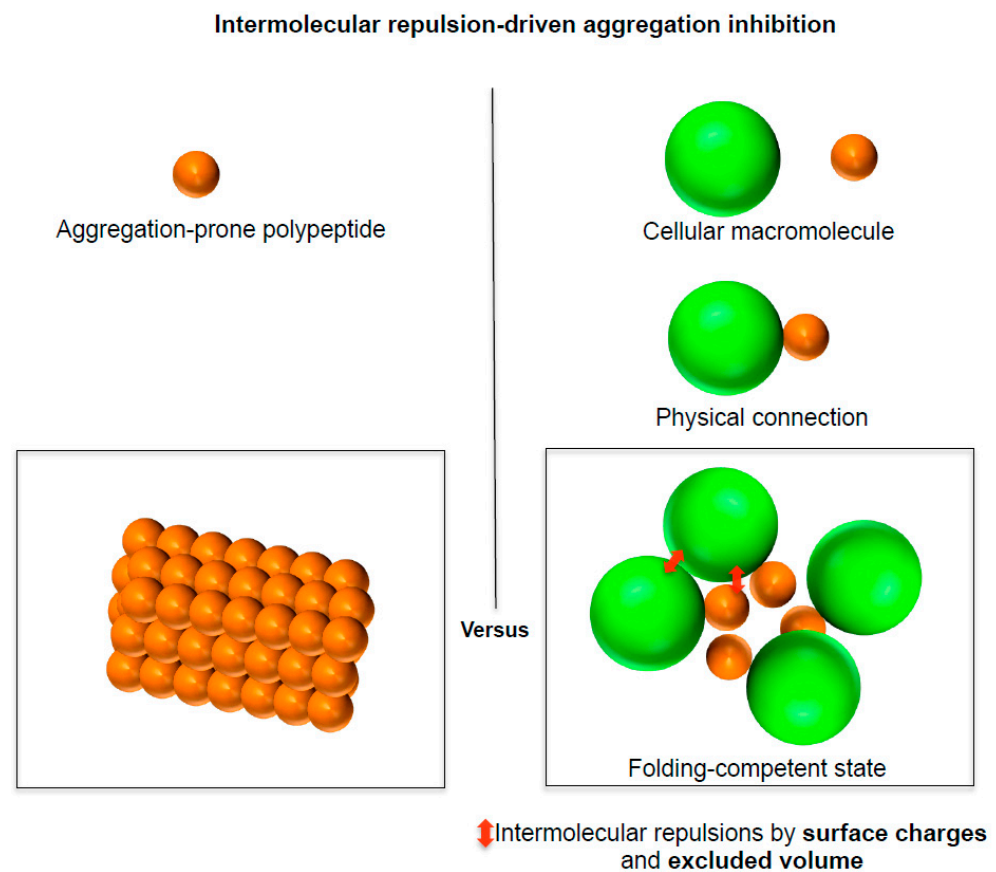 Intermolecular repulsion-driven aggregation inhibition
Aggregation-prone polypeptide
Cellular macromolecule
Physical connection
Versus
Folding-competent state
Intermolecular repulsions by surface charges
and excluded volume